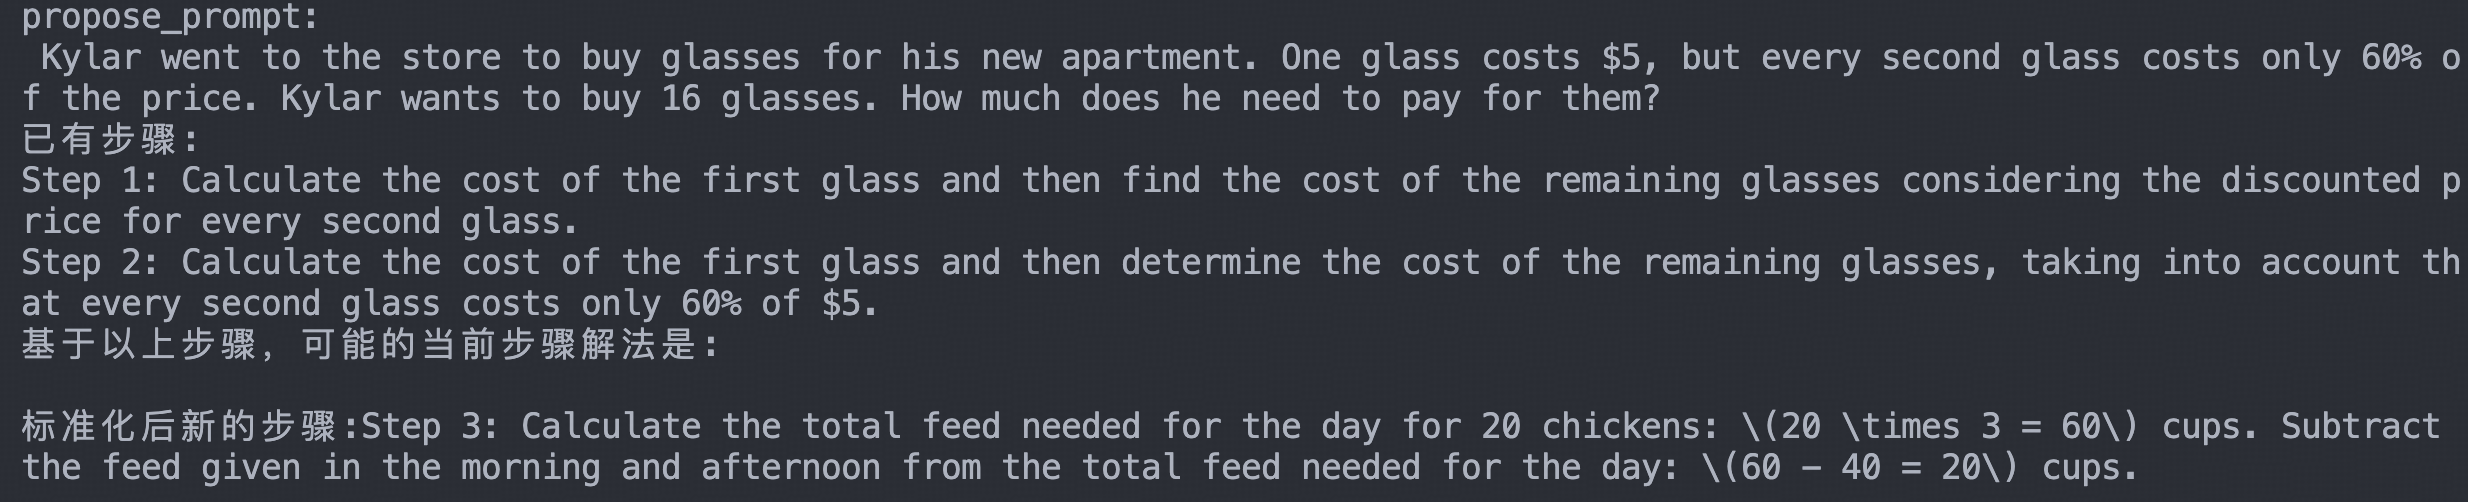 propose_prompt:
 Kylar went to the store to buy glasses for his new apartment. One glass costs $5, but every second glass costs only 60% o
f the price. Kylar wants to buy 16 glasses. How much does he need to pay for them?
已有步骤:
Step 1: Calculate the cost of the first glass and then find the cost of the remaining glasses considering the discounted p
rice for every second glass.
Step 2: Calculate the cost of the first glass and then determine the cost of the remaining glasses, taking into account th
at every second glass costs only 60% of $5.
基于以上步骤, 可能的当前步骤解法是:
标准化后新的步骤:Step 3: Calculate the total feed needed for the day for 20 chickens: \(20 \times 3 = 60\) cups. Subtract
the feed given in the morning and afternoon from the total feed needed for the day: \(60 - 40 = 20\) cups.